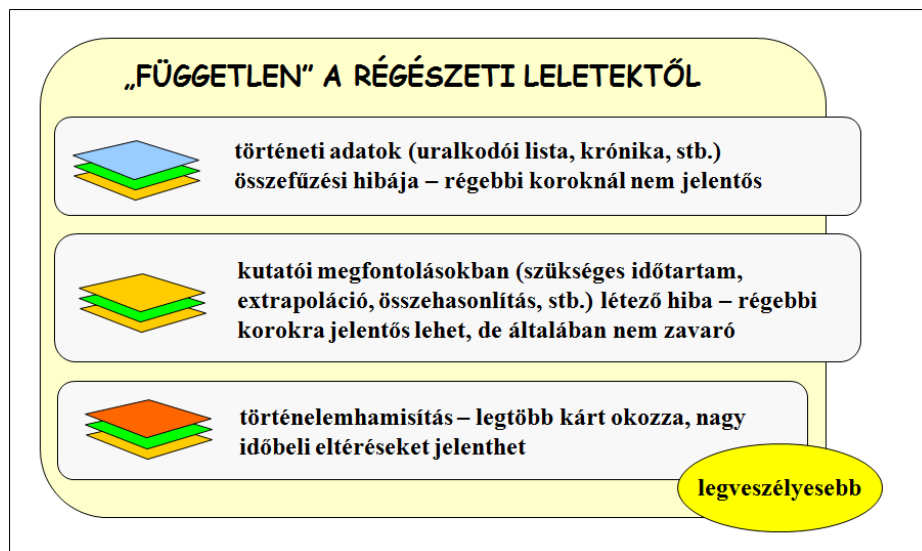 „FÜGGETLEN” A RÉGÉSZETI LELETEKTŐL
történeti adatok (uralkodói lista, krónika, stb.)
összefűzési hibája – régebbi koroknál nem jelentős
kutatói megfontolásokban (szükséges időtartam,
extrapoláció, összehasonlítás, stb.) létező hiba – régebbi
korokra jelentős lehet, de általában nem zavaró
történelemhamisítás – legtöbb kárt okozza, nagy
időbeli eltéréseket jelenthet
legveszélyesebb